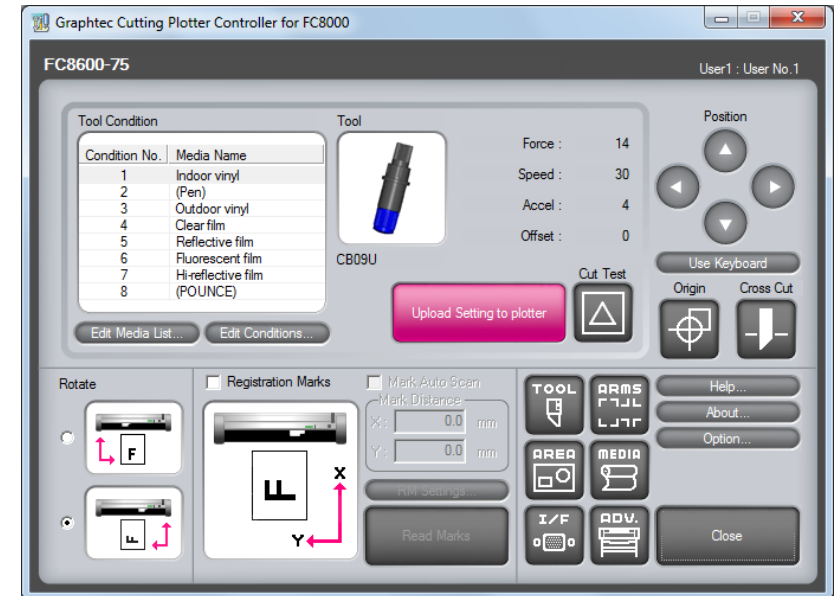 Graphtec Cutting Plotter Controller for FC8000
FC8600-75
User1 : User No.1
Tool Condition
Condition No. Media Name
1 Indoor vinyl
2 (Pen)
3 Outdoor vinyl
4 Clear film
5 Reflective film
6 Fluorescent film
7 Hi-reflective film
8 (POUNCE)
Edit Media List...
Edit Conditions...
Tool
CB09U
Force : 14
Speed : 30
Accel : 4
Offset : 0
Upload Setting to plotter
Cut Test
Position
Use Keyboard
Origin
Cross Cut
Rotate
F
F
Registration Marks
F
X
Y
Mark Auto Scan
Mark Distance
X : 0.0 mm
Y : 0.0 mm
RM Settings...
Read Marks
TOOL
ARMS
AREA
MEDIA
I/F
ADV.
Help...
About...
Option...
Close